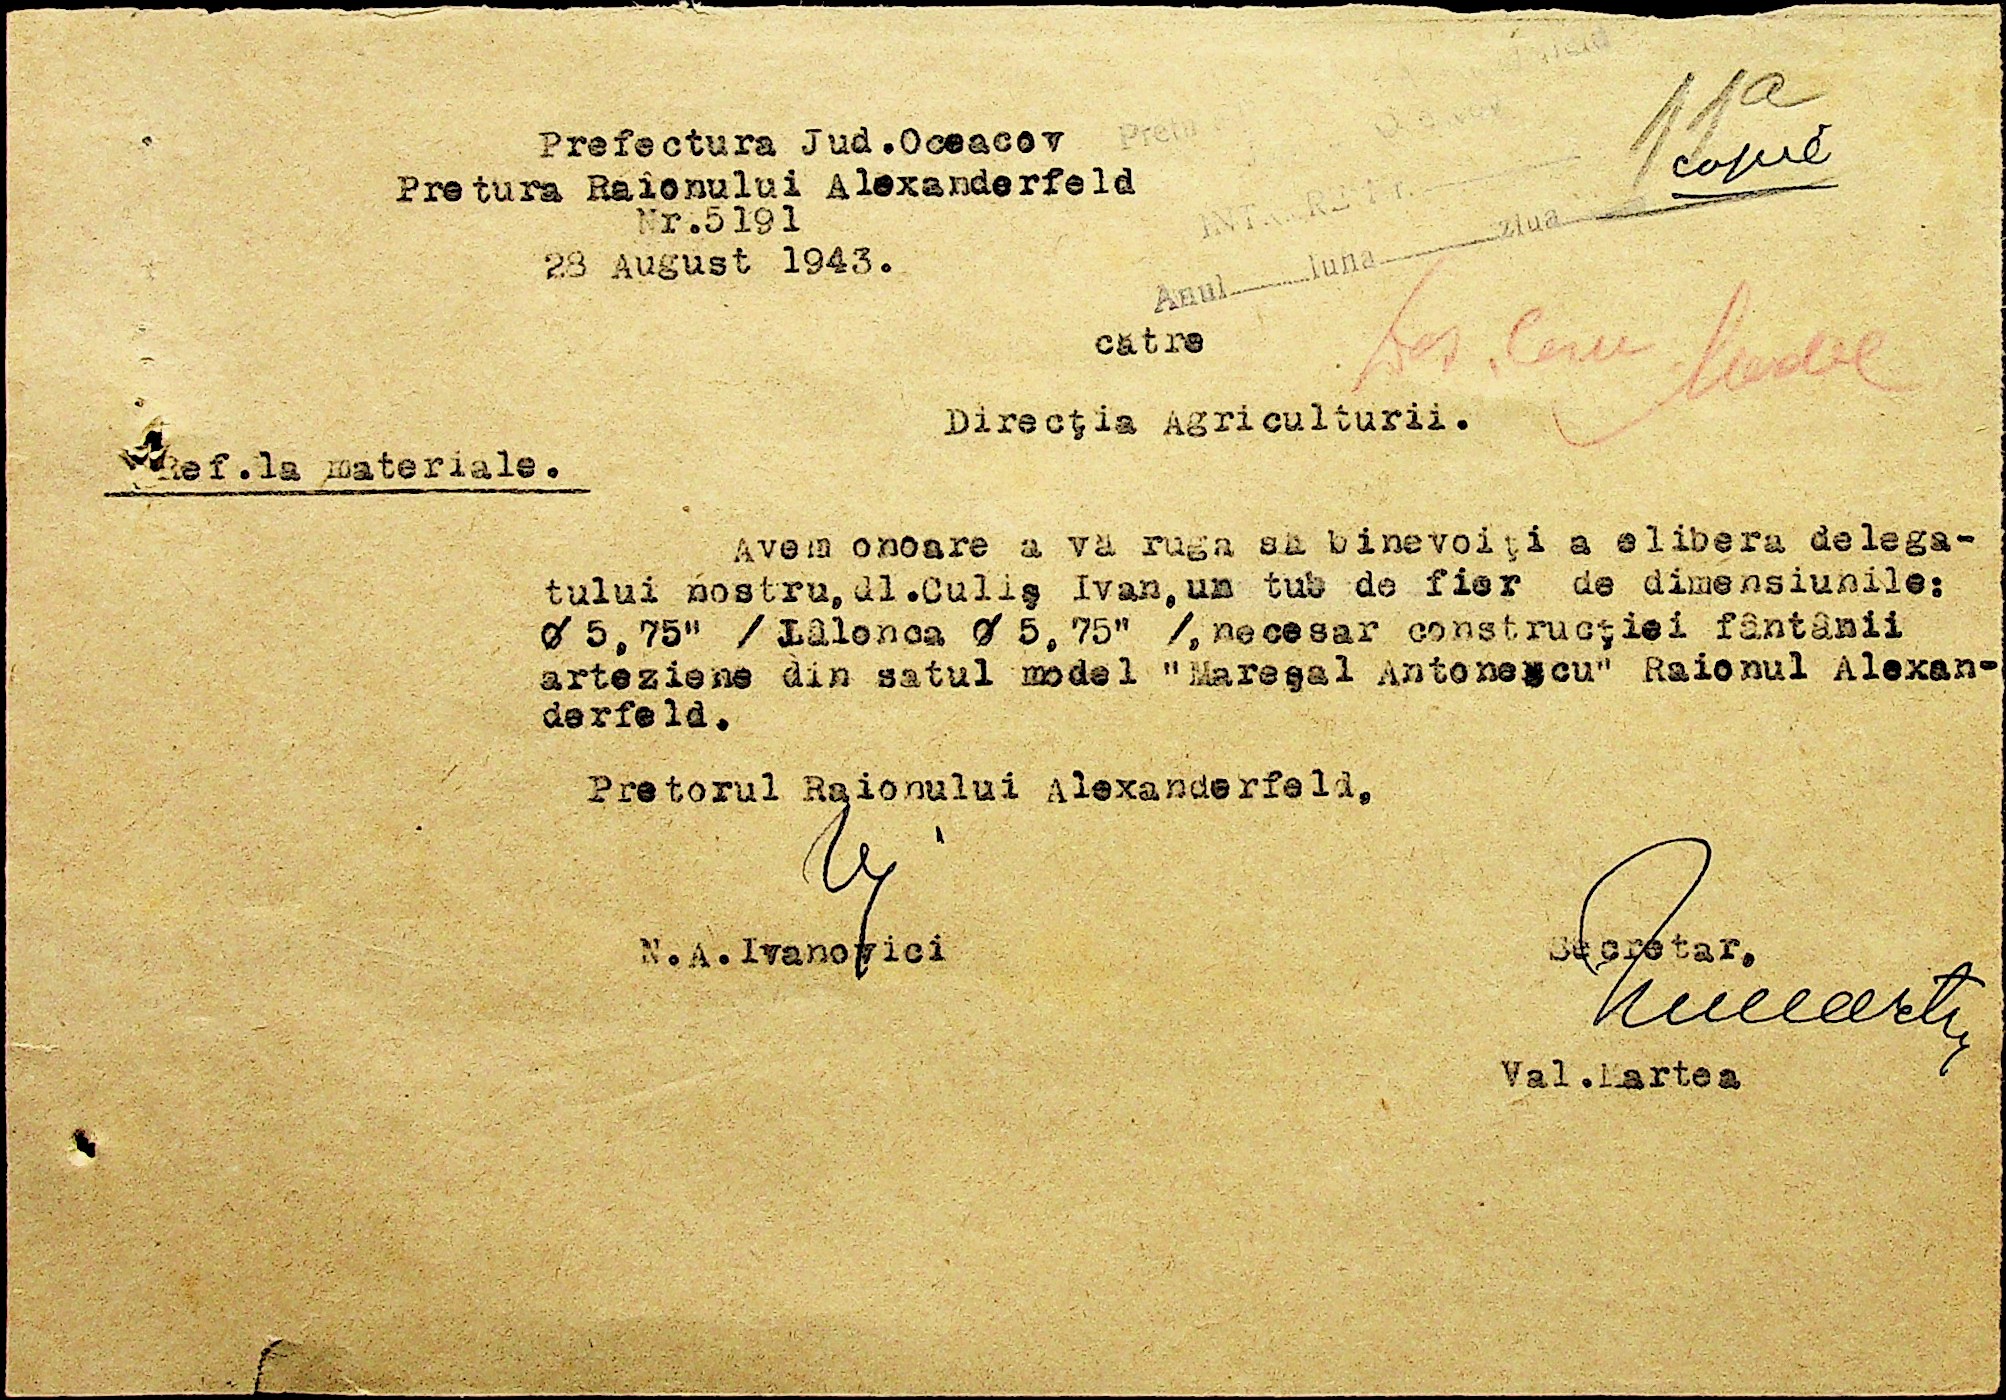 Prefectura Jud.Oceacov
Pretura Raionului Alexanderfeld
Nr.5191
28 August 1943.
INTRARE Nr.
Anul luna ziua
copie
către
Direcţia Agriculturii.
Ref.la materiale.
Avem onoare a vă ruga să binevoiţi a elibera delega-
tului nostru,dl.Culiş Ivan,un tub de fier de dimensiunile:
Ø 5,75" / Lâlonca Ø 5,75" /,necesar construcţiei fântânii
arteziene din satul model "Mareşal Antonescu" Raionul Alexan-
derfeld.
Pretorul Raionului Alexanderfeld,
N.A.Ivanovici
Secretar,
Val.Martea